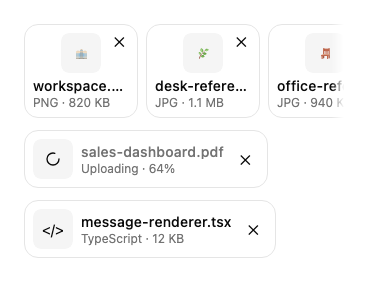 workspace....
PNG · 820 KB
desk-refere...
JPG · 1.1 MB
office-ref
JPG · 940 K
sales-dashboard.pdf
Uploading · 64%
</>
message-renderer.tsx
TypeScript · 12 KB